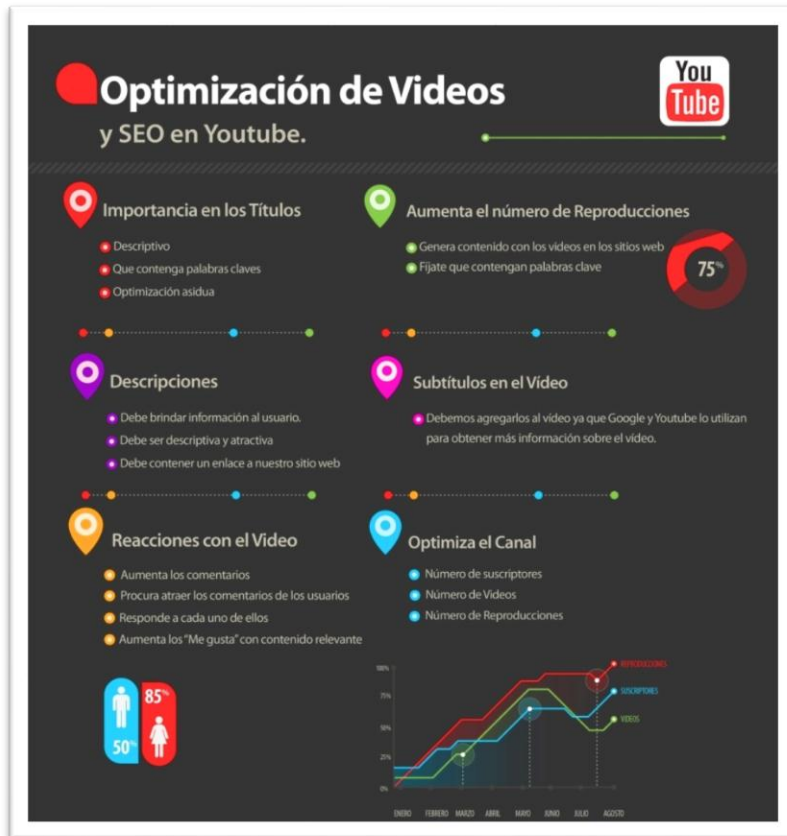 Optimización de Videos
y SEO en Youtube.
You
Tube
Importancia en los Títulos
Descriptivo
Que contenga palabras claves
Optimización asidua
Aumenta el número de Reproducciones
Genera contenido con los videos en los sitios web
Fijate que contengan palabras clave
75%
Descripciones
Debe brindar información al usuario.
Debe ser descriptiva y atractiva
Debe contener un enlace a nuestro sitio web
Subtítulos en el Vídeo
Debemos agregarlos al vídeo ya que Google y Youtube lo utilizan
para obtener más información sobre el vídeo.
Reacciones con el Video
Aumenta los comentarios
Procura atraer los comentarios de los usuarios
Responde a cada uno de ellos
Aumenta los "Me gusta" con contenido relevante
Optimiza el Canal
Número de suscriptores
Número de Videos
Número de Reproducciones
85%
50%
100%
75%
50%
25%
0%
REPRODUCCIONES
SUSCRIPTORES
VIDEOS
ENERO FEBRERO MARZO ABRIL MAYO JUNIO JULIO AGOSTO